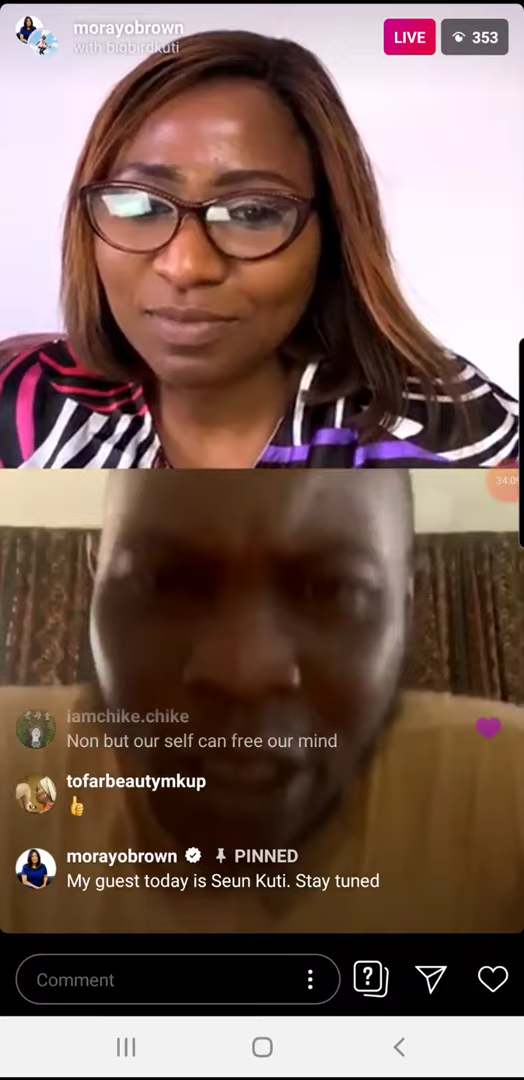 morayobrown
with bigbirdkuti
LIVE
353
iamchike.chike
Non but our self can free our mind
tofarbeautymkup
morayobrown PINNED
My guest today is Seun Kuti. Stay tuned
Comment